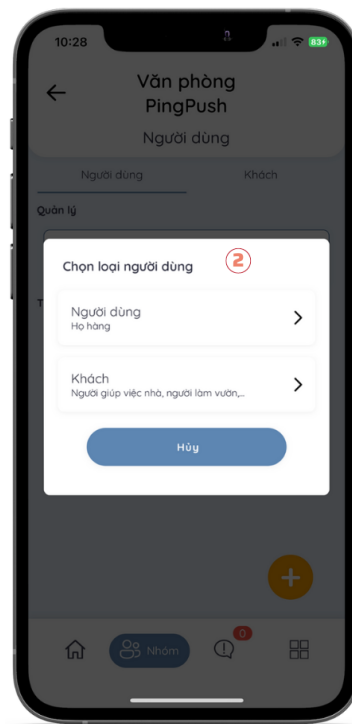 10:28
83
Văn phòng
PingPush
Người dùng
Người dùng Khách
Quản lý
Chọn loại người dùng 2
T
Người dùng
Họ hàng
Khách
Người giúp việc nhà, người làm vườn,...
Hủy
+
Nhóm
0